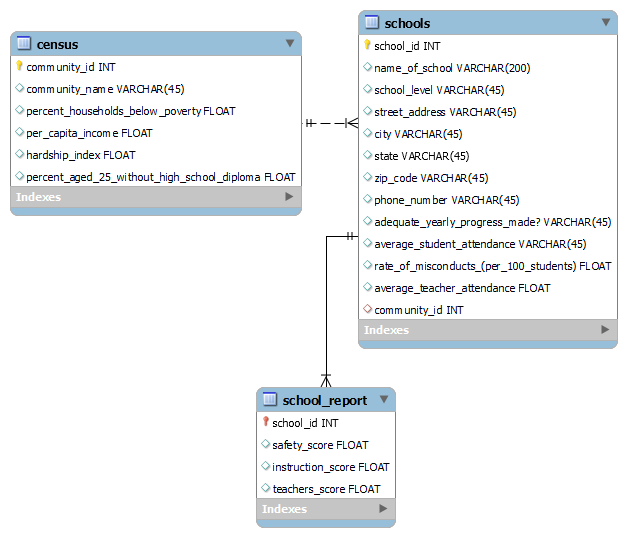 census
community_id INT
community_name VARCHAR(45)
percent_households_below_poverty FLOAT
per_capita_income FLOAT
hardship_index FLOAT
percent_aged_25_without_high_school_diploma FLOAT
Indexes
schools
school_id INT
name_of_school VARCHAR(200)
school_level VARCHAR(45)
street_address VARCHAR(45)
city VARCHAR(45)
state VARCHAR(45)
zip_code VARCHAR(45)
phone_number VARCHAR(45)
adequate_yearly_progress_made? VARCHAR(45)
average_student_attendance VARCHAR(45)
rate_of_misconducts_(per_100_students) FLOAT
average_teacher_attendance FLOAT
community_id INT
Indexes
school_report
school_id INT
safety_score FLOAT
instruction_score FLOAT
teachers_score FLOAT
Indexes